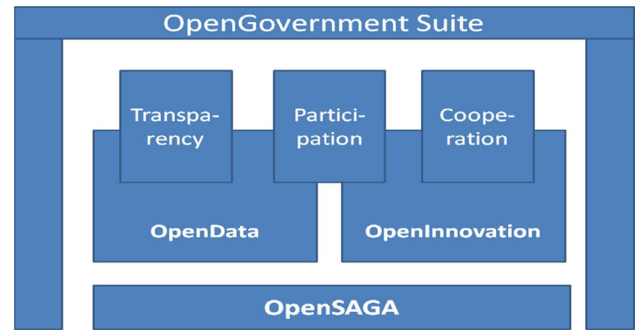 OpenGovernment Suite
Transpa-
rency
Partici-
pation
Coope-
ration
OpenData
OpenInnovation
OpenSAGA